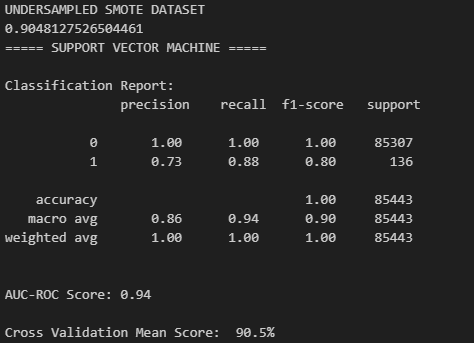 UNDERSAMPLED SMOTE DATASET
0.9048127526504461
===== SUPPORT VECTOR MACHINE =====
Classification Report:
precision recall f1-score support
0 1.00 1.00 1.00 85307
1 0.73 0.88 0.80 136
accuracy 1.00 85443
macro avg 0.86 0.94 0.90 85443
weighted avg 1.00 1.00 1.00 85443
AUC-ROC Score: 0.94
Cross Validation Mean Score: 90.5%